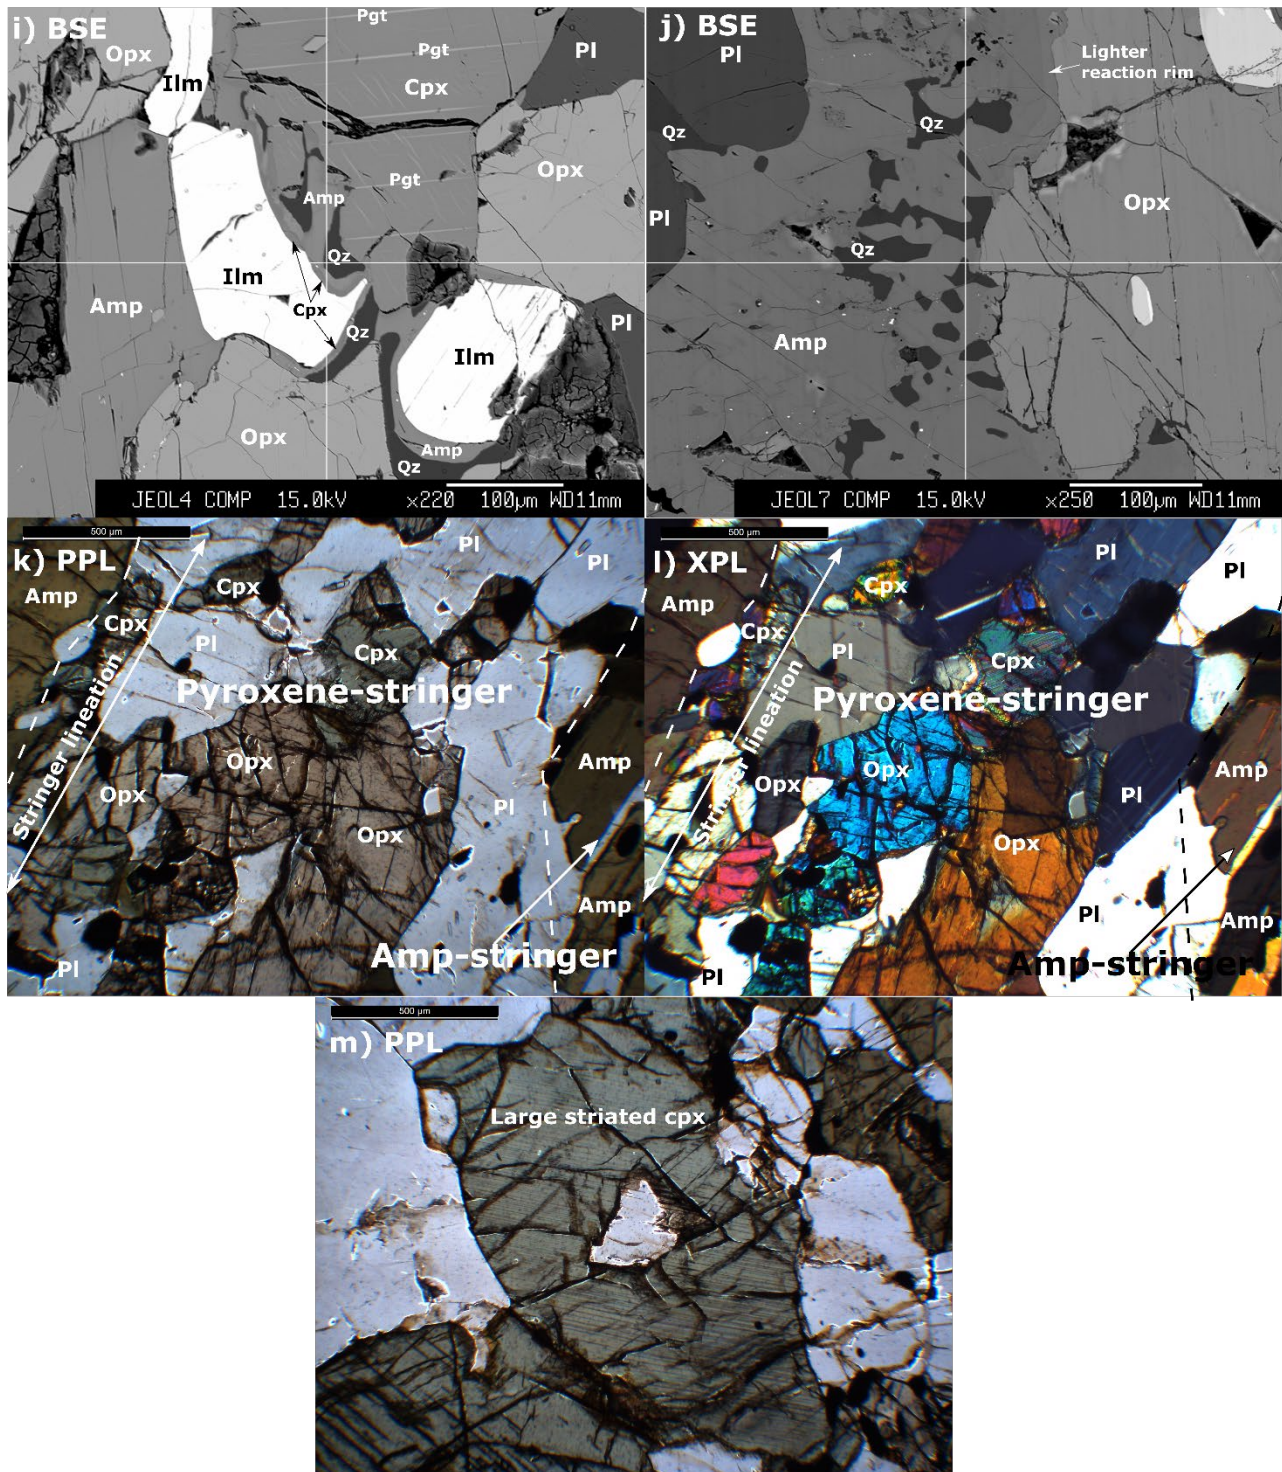 i) BSE
Pgt
Opx
Pgt
Pl
Ilm
Cpx
Pgt
Opx
Amp
Qz
Ilm
Amp
Cpx
Qz
Pl
Ilm
Opx
Amp
Qz
JEOL4 COMP 15.0kV x220 100µm WD11mm
j) BSE
Pl
Lighter
reaction rim
Qz
Opx
Pl
Qz
Amp
JEOL7 COMP 15.0kV x250 100µm WD11mm
500 µm
k) PPL
Pl
Pl
Amp
Cpx
Cpx
Pl
Cpx
Pyroxene-stringer
Stringer lineation
Opx
Amp
Opx
Pl
Opx
Amp
Amp-stringer
Pl
500 µm
l) XPL
Pl
Pl
Cpx
Amp
Cpx
Pl
Cpx
Pyroxene-stringer
Stringer lineation
Opx
Opx
Pl
Amp
Opx
Pl
Amp
Amp-stringer
Pl
500 µm
m) PPL
Large striated cpx